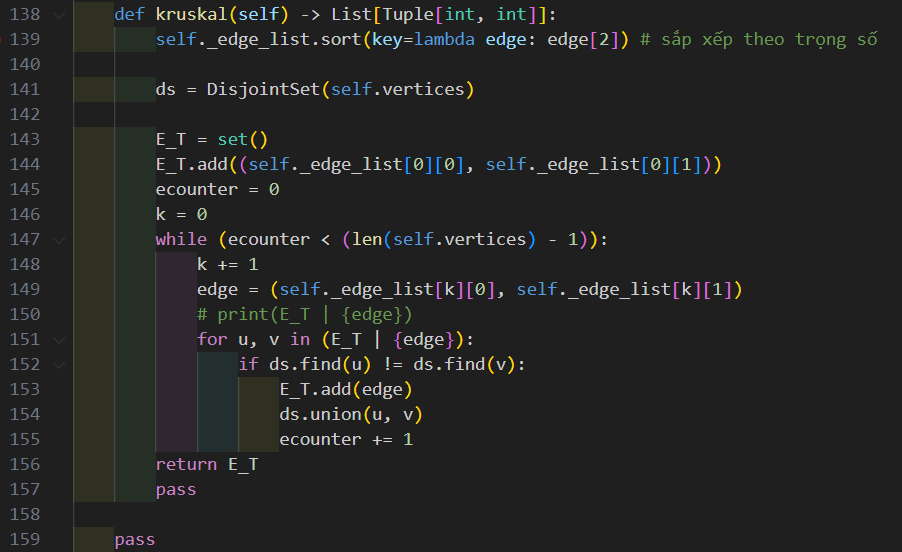 138 def kruskal(self) -> List[Tuple[int, int]]:
139 self._edge_list.sort(key=lambda edge: edge[2]) # sắp xếp theo trọng số
140
141 ds = DisjointSet(self.vertices)
142
143 E_T = set()
144 E_T.add((self._edge_list[0][0], self._edge_list[0][1]))
145 ecounter = 0
146 k = 0
147 while (ecounter < (len(self.vertices) - 1)):
148 k += 1
149 edge = (self._edge_list[k][0], self._edge_list[k][1])
150 # print(E_T | {edge})
151 for u, v in (E_T | {edge}):
152 if ds.find(u) != ds.find(v):
153 E_T.add(edge)
154 ds.union(u, v)
155 ecounter += 1
156 return E_T
157 pass
158
159 pass